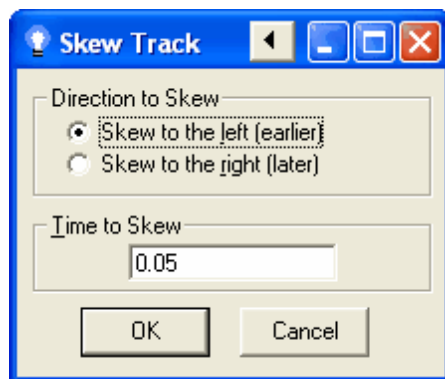 Skew Track
Direction to Skew
Skew to the left (earlier)
Skew to the right (later)
Time to Skew
0.05
OK Cancel